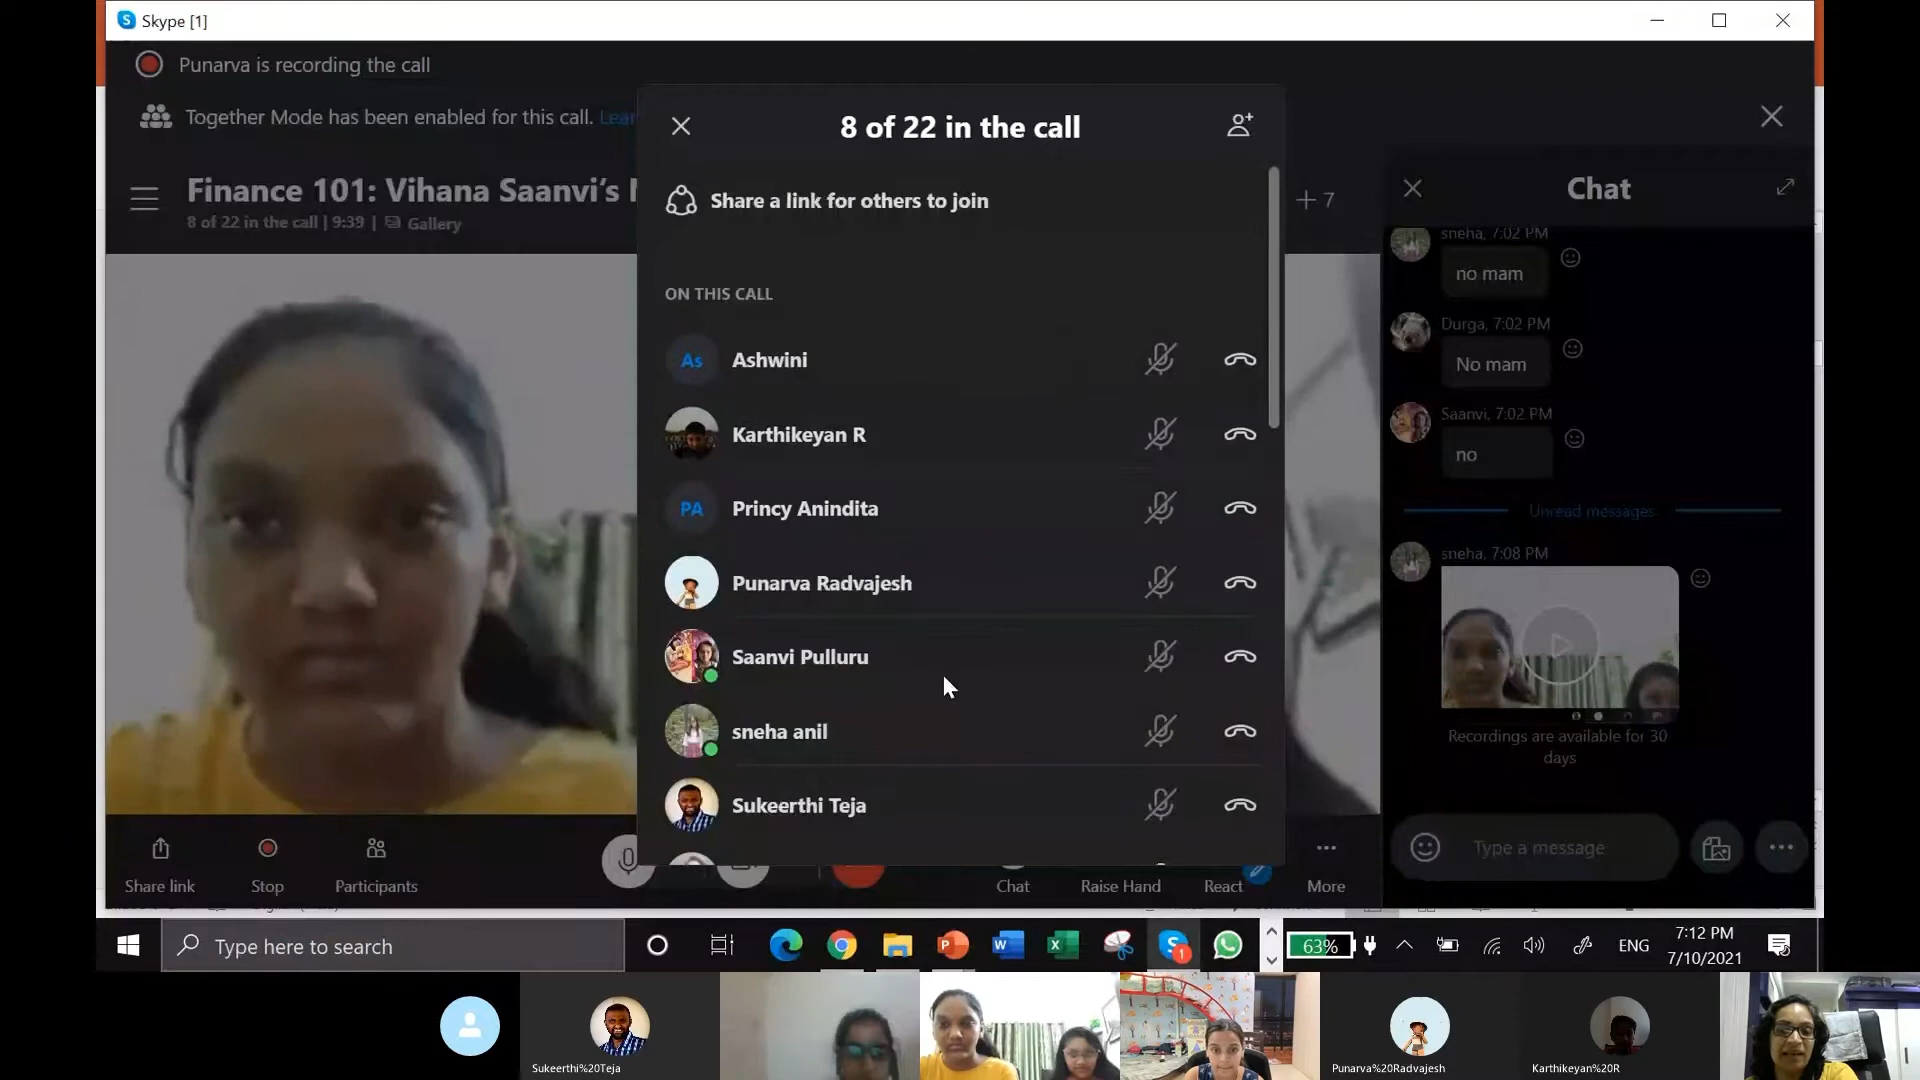 Skype [1]
Punarva is recording the call
Together Mode has been enabled for this call. Lear
8 of 22 in the call
Finance 101: Vihana Saanvi’s
8 of 22 in the call | 9:39 | Gallery
+ 7
Share a link for others to join
ON THIS CALL
As Ashwini
Karthikeyan R
PA Princy Anindita
Punarva Radvajesh
Saanvi Pulluru
sneha anil
Sukeerthi Teja
Chat
sneha, 7:02 PM
no mam
Durga, 7:02 PM
No mam
Saanvi, 7:02 PM
no
Unread messages
sneha, 7:08 PM
Recordings are available for 30
days
Type a message
Share link
Stop
Participants
Chat
Raise Hand
React
More
Type here to search
1
63%
ENG
7:12 PM
7/10/2021
Sukeerthi%20Teja
Punarva%20Radvajesh
Karthikeyan%20R